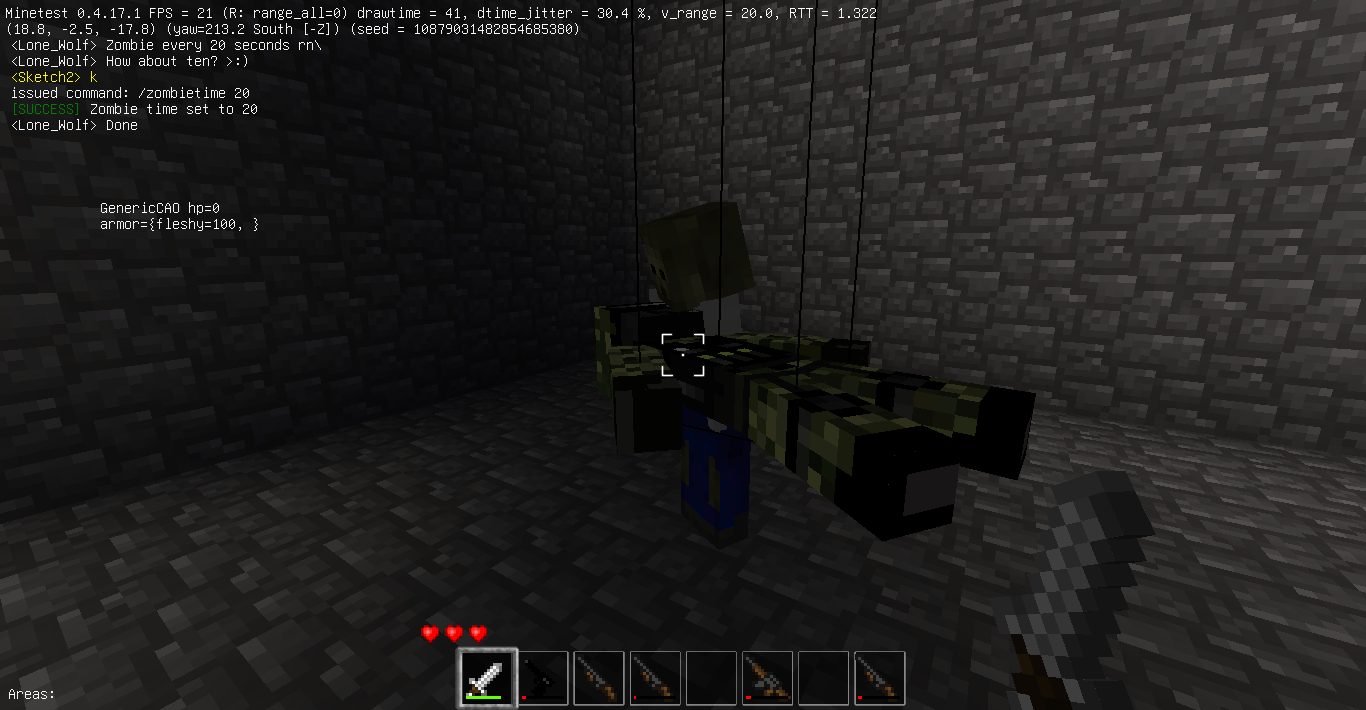 Minetest 0.4.17.1 FPS = 21 (R: range_all=0) drawtime = 41, dtime_jitter = 30.4 %, v_range = 20.0, RTT = 1.322
(18.8, -2.5, -17.8) (yaw=213.2 South [-Z]) (seed = 10879031482854685380)
<Lone_Wolf> Zombie every 20 seconds rn\
<Lone_Wolf> How about ten? >:)
<Sketch2> k
issued command: /zombietime 20
[SUCCESS] Zombie time set to 20
<Lone_Wolf> Done
GenericCAO hp=0
armor={fleshy=100, }
Areas: